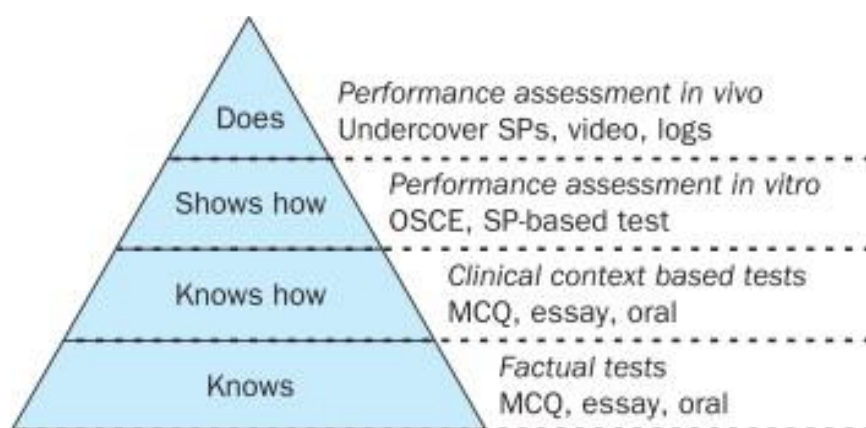 Does
Performance assessment in vivo
Undercover SPs, video, logs
Shows how
Performance assessment in vitro
OSCE, SP-based test
Knows how
Clinical context based tests
MCQ, essay, oral
Knows
Factual tests
MCQ, essay, oral